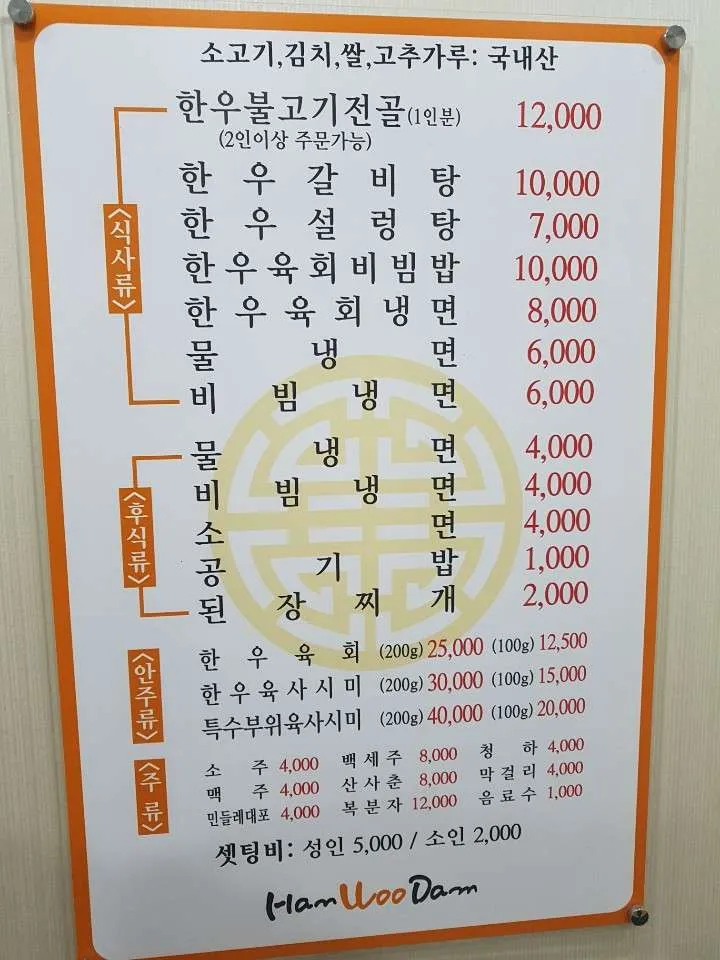 소고기,김치,쌀,고추가루: 국내산
한우불고기전골(1인분) 12,000
(2인이상 주문가능)
<식사류>
한우갈비탕 10,000
한우설렁탕 7,000
한우육회비빔밥 10,000
한우육회냉면 8,000
물냉면 6,000
비빔냉면 6,000
<후식류>
물냉면 4,000
비빔냉면 4,000
소면 4,000
공기밥 1,000
된장찌개 2,000
<안주류>
한우육회 (200g) 25,000 (100g) 12,500
한우육사시미 (200g) 30,000 (100g) 15,000
특수부위육사시미 (200g) 40,000 (100g) 20,000
<주류>
소주 4,000 백세주 8,000 청하 4,000
맥주 4,000 산사춘 8,000 막걸리 4,000
민들레대포 4,000 복분자 12,000 음료수 1,000
셋팅비: 성인 5,000 / 소인 2,000
HanWooDam